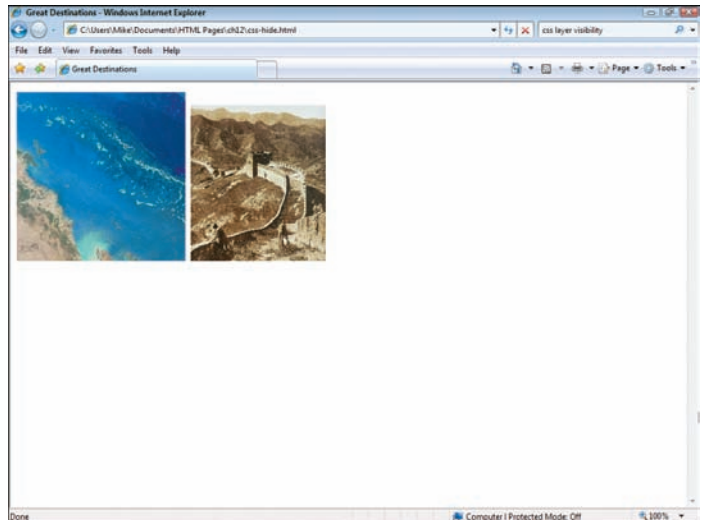 Great Destinations - Windows Internet Explorer
C:\Users\Mike\Documents\HTML Pages\ch12\css-hide.html
css layer visibility
File Edit View Favorites Tools Help
Great Destinations
Page Tools
Done
Computer | Protected Mode: Off
100%